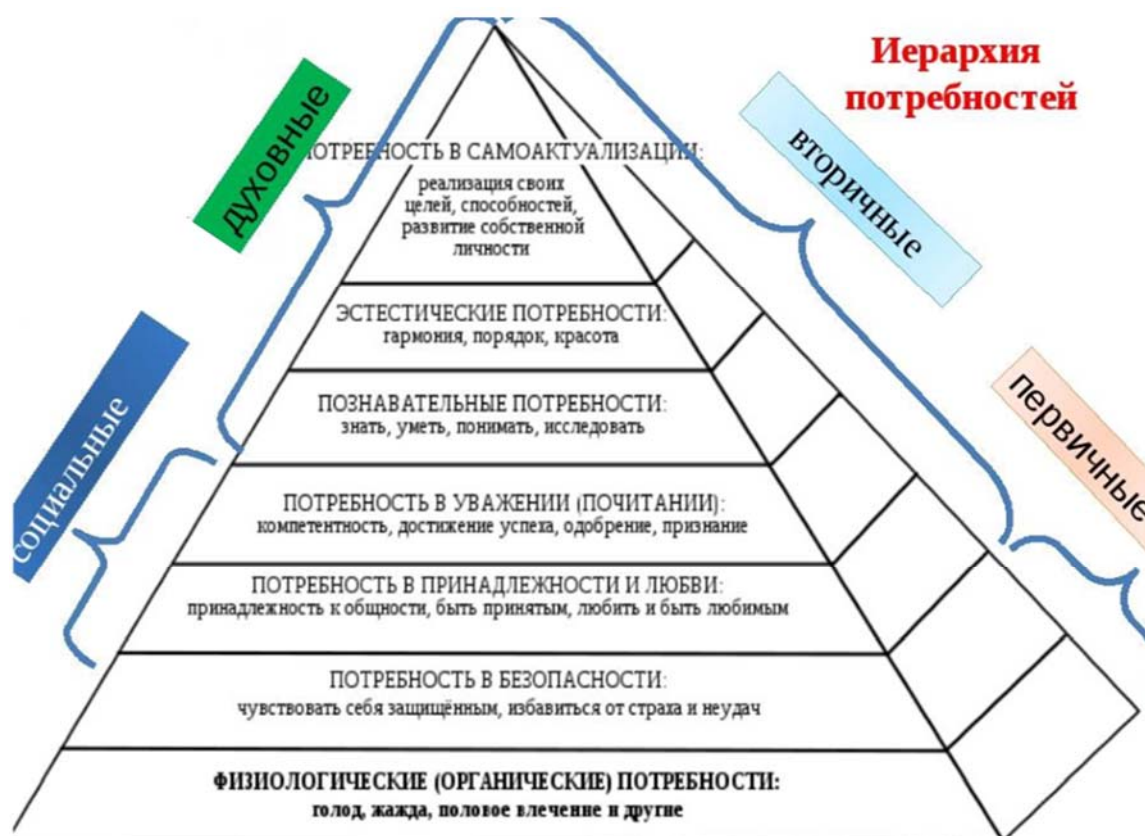 Иерархия
потребностей
духовные
вторичные
социальные
первичные
ПОТРЕБНОСТЬ В САМОАКТУАЛИЗАЦИИ:
реализация своих
целей, способностей,
развитие собственной
личности
ЭСТЕСТИЧЕСКИЕ ПОТРЕБНОСТИ:
гармония, порядок, красота
ПОЗНАВАТЕЛЬНЫЕ ПОТРЕБНОСТИ:
знать, уметь, понимать, исследовать
ПОТРЕБНОСТЬ В УВАЖЕНИИ (ПОЧИТАНИИ):
компетентность, достижение успеха, одобрение, признание
ПОТРЕБНОСТЬ В ПРИНАДЛЕЖНОСТИ И ЛЮБВИ:
принадлежность к общности, быть принятым, любить и быть любимым
ПОТРЕБНОСТЬ В БЕЗОПАСНОСТИ:
чувствовать себя защищённым, избавиться от страха и неудач
ФИЗИОЛОГИЧЕСКИЕ (ОРГАНИЧЕСКИЕ) ПОТРЕБНОСТИ:
голод, жажда, половое влечение и другие